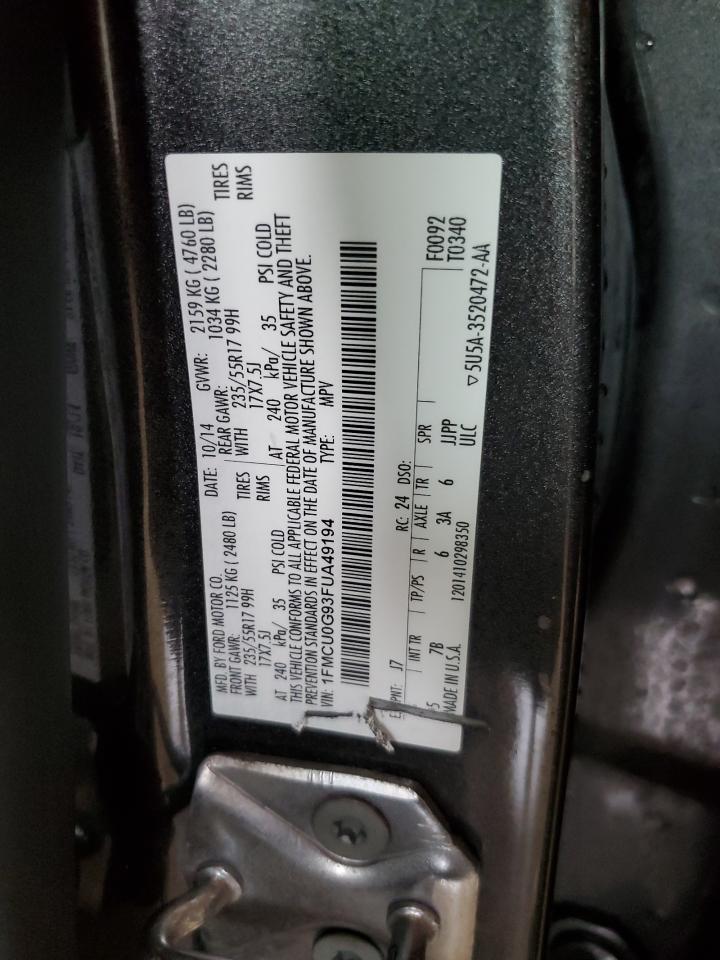 MFD. BY FORD MOTOR CO. DATE: 10/14 GVWR: 2159 KG ( 4760 LB)
FRONT GAWR: 1125 KG ( 2480 LB) REAR GAWR: 1034 KG ( 2280 LB)
WITH 235/55R17 99H TIRES WITH 235/55R17 99H TIRES
17X7.5J RIMS 17X7.5J RIMS
AT 240 kPa/ 35 PSI COLD AT 240 kPa/ 35 PSI COLD
THIS VEHICLE CONFORMS TO ALL APPLICABLE FEDERAL MOTOR VEHICLE SAFETY AND THEFT
PREVENTION STANDARDS IN EFFECT ON THE DATE OF MANUFACTURE SHOWN ABOVE.
VIN: 1FMCU0G93FUA49194 TYPE: MPV
PNT: J7 RC: 24 DSO: F0092
INT TR TP/PS R AXLE TR SPR T0340
5 7B 6 3A 6 JJPP
MADE IN U.S.A. 1201410298350 ULC ▽5U5A-3520472-AA